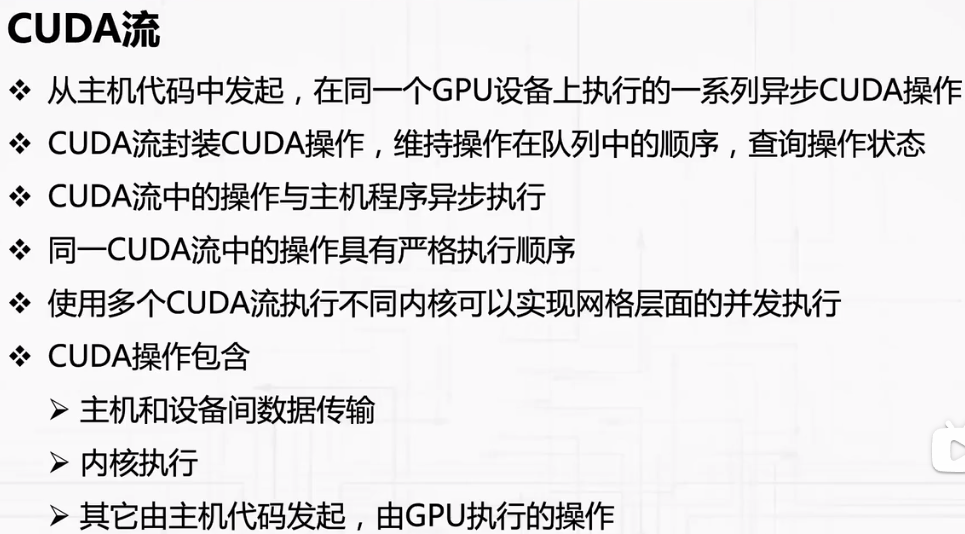 CUDA流
❖ 从主机代码中发起，在同一个GPU设备上执行的一系列异步CUDA操作
❖ CUDA流封装CUDA操作，维持操作在队列中的顺序，查询操作状态
❖ CUDA流中的操作与主机程序异步执行
❖ 同一CUDA流中的操作具有严格执行顺序
❖ 使用多个CUDA流执行不同内核可以实现网格层面的并发执行
❖ CUDA操作包含
➢ 主机和设备间数据传输
➢ 内核执行
➢ 其它由主机代码发起，由GPU执行的操作